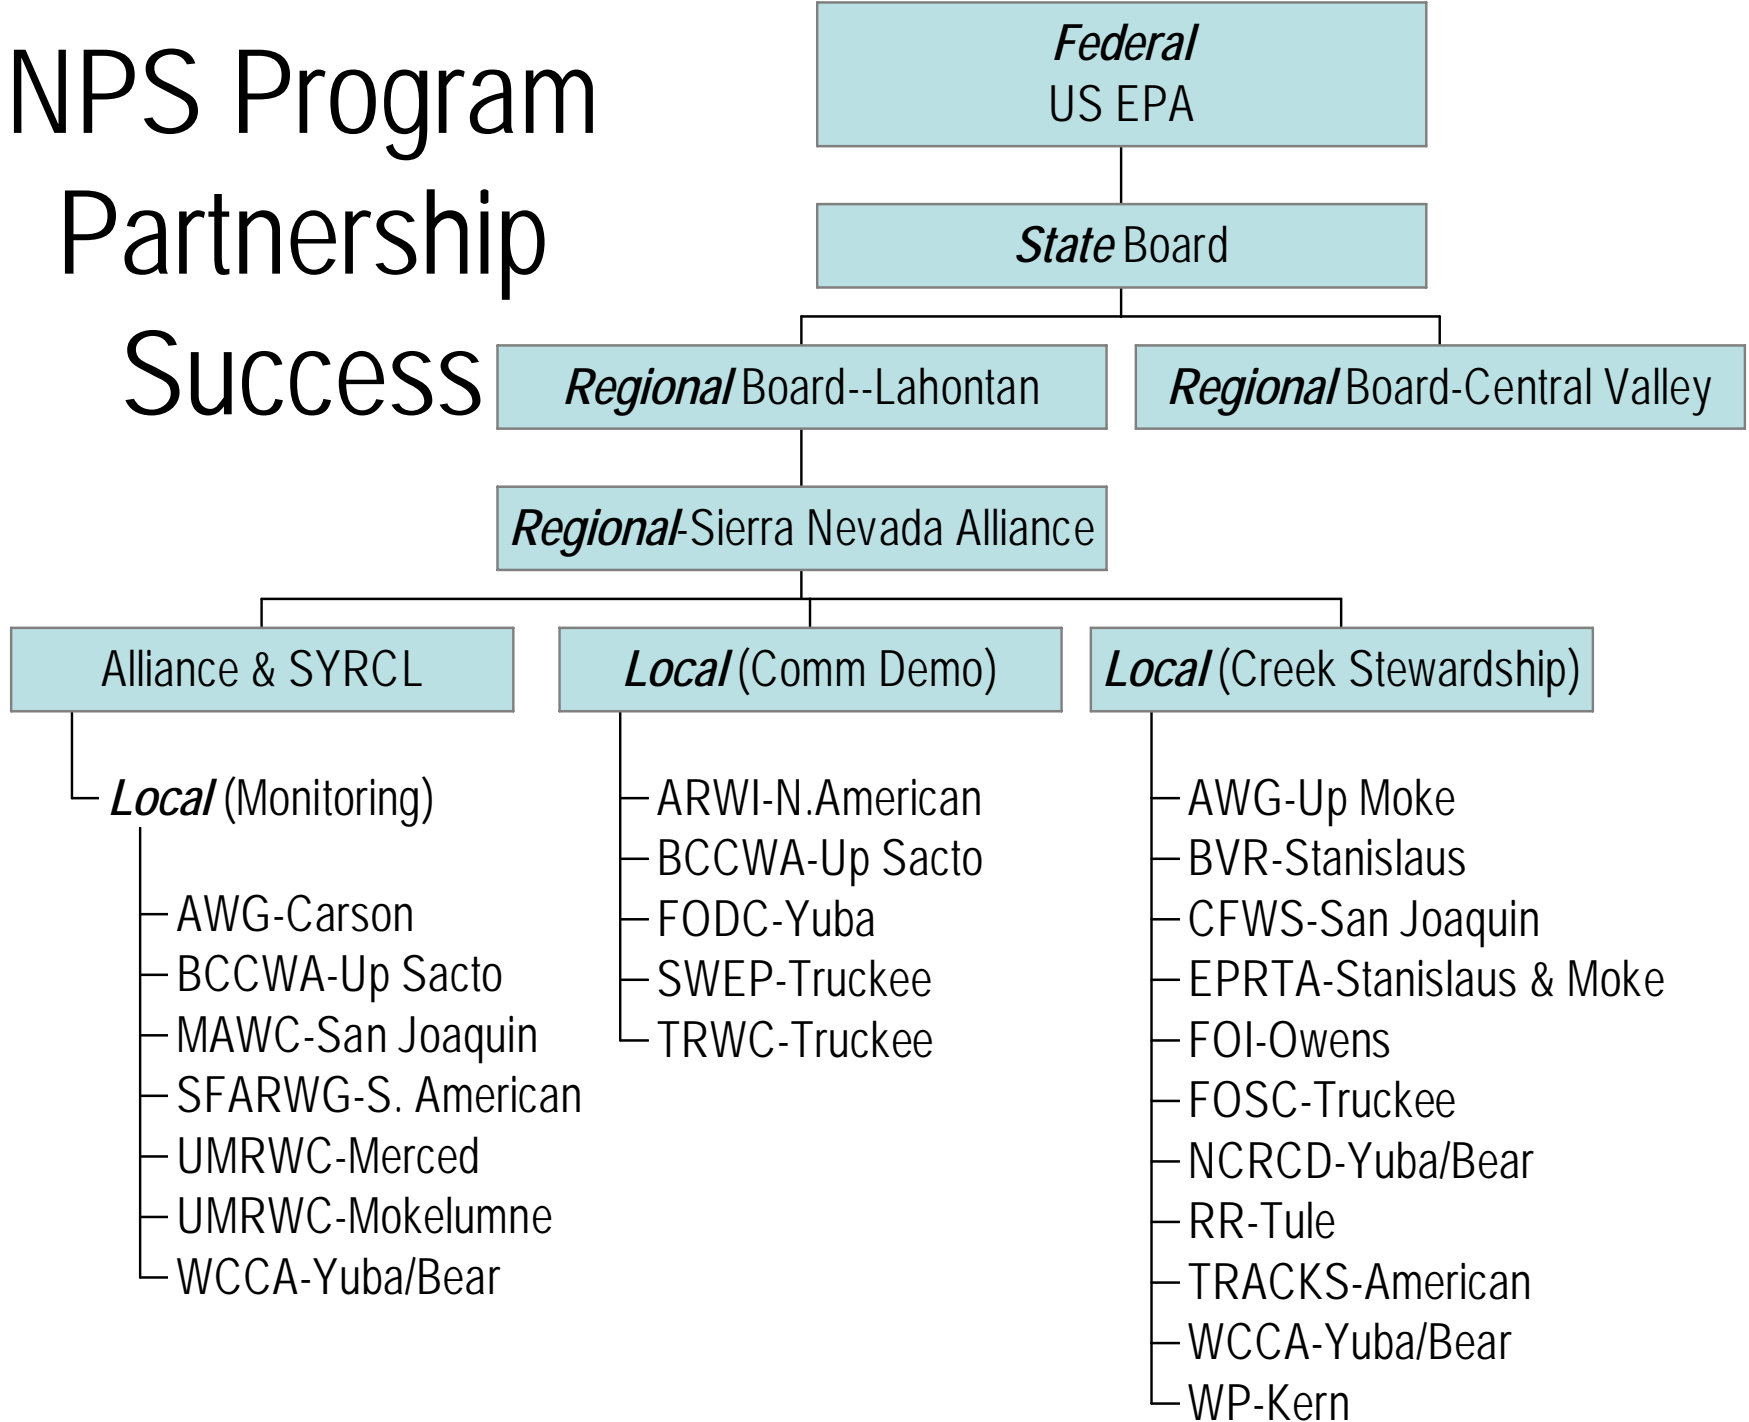 NPS Program
Partnership
Success
Federal
US EPA
State Board
Regional Board--Lahontan
Regional Board-Central Valley
Regional-Sierra Nevada Alliance
Alliance & SYRCL
Local (Monitoring)
AWG-Carson
BCCWA-Up Sacto
MAWC-San Joaquin
SFARWG-S. American
UMRWC-Merced
UMRWC-Mokelumne
WCCA-Yuba/Bear
Local (Comm Demo)
ARWI-N.American
BCCWA-Up Sacto
FODC-Yuba
SWEP-Truckee
TRWC-Truckee
Local (Creek Stewardship)
AWG-Up Moke
BVR-Stanislaus
CFWS-San Joaquin
EPRTA-Stanislaus & Moke
FOI-Owens
FOSC-Truckee
NCRCD-Yuba/Bear
RR-Tule
TRACKS-American
WCCA-Yuba/Bear
WP-Kern